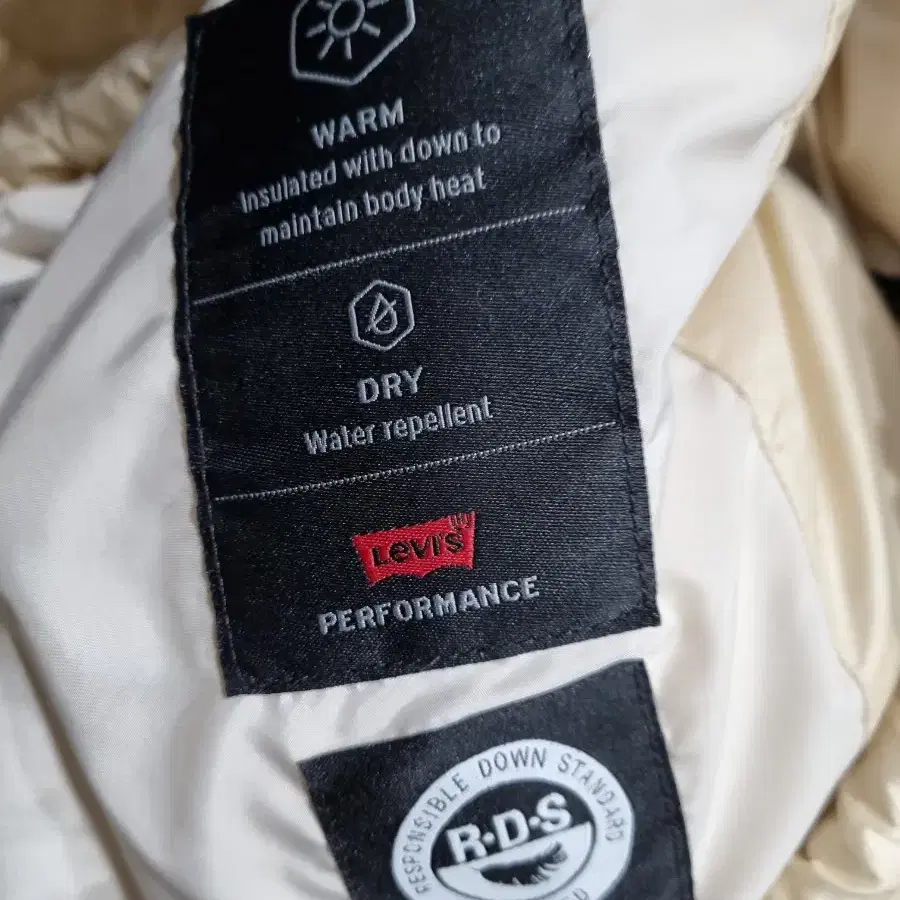 WARM
Insulated with down to
maintain body heat
DRY
Water repellent
LEVI'S
PERFORMANCE
RESPONSIBLE DOWN STANDARD
R·D·S